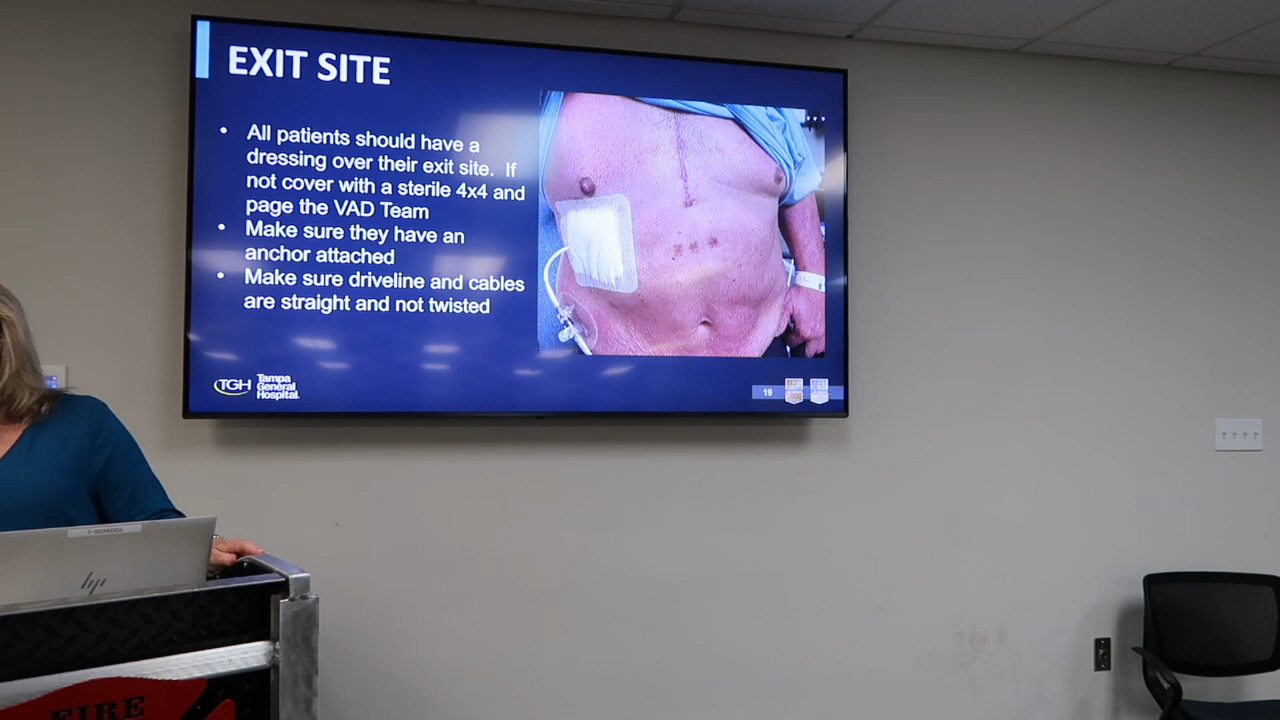 EXIT SITE
• All patients should have a
dressing over their exit site. If
not cover with a sterile 4x4 and
page the VAD Team
• Make sure they have an
anchor attached
• Make sure driveline and cables
are straight and not twisted
TGH
Tampa
General
Hospital.
19
hp
FIRE